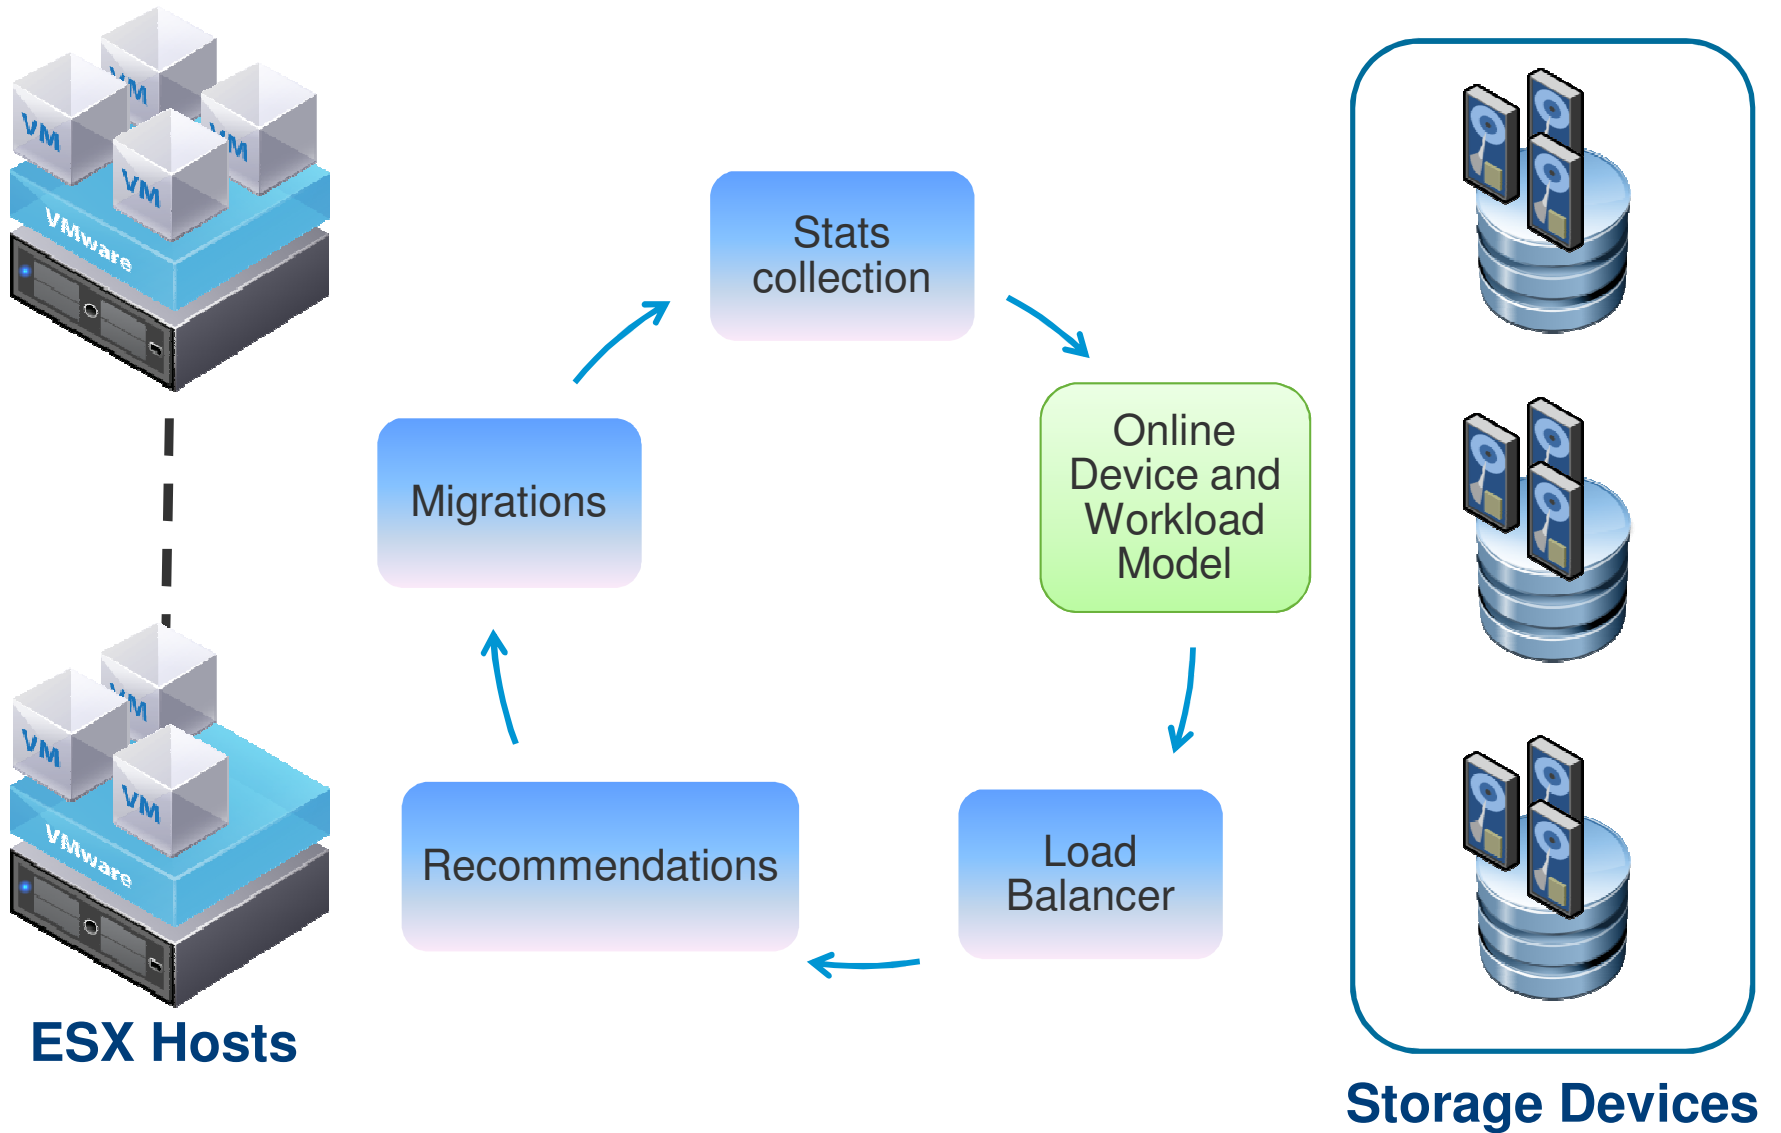 VM
VM
VM
VM
VMware
Stats
collection
Online
Device and
Workload
Model
Migrations
VM
VM
VM
VMware
Recommendations
Load
Balancer
ESX Hosts
Storage Devices